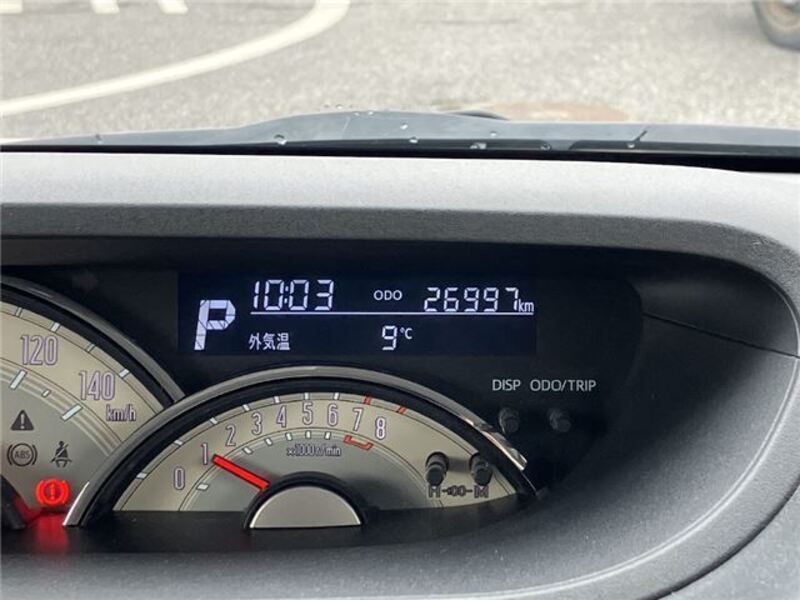 10:03 ODO 26997km
P
外気温 9℃
DISP ODO/TRIP
120
140
km/h
ABS
0 1 2 3 4 5 6 7 8
×1000r/min
H -:00- M